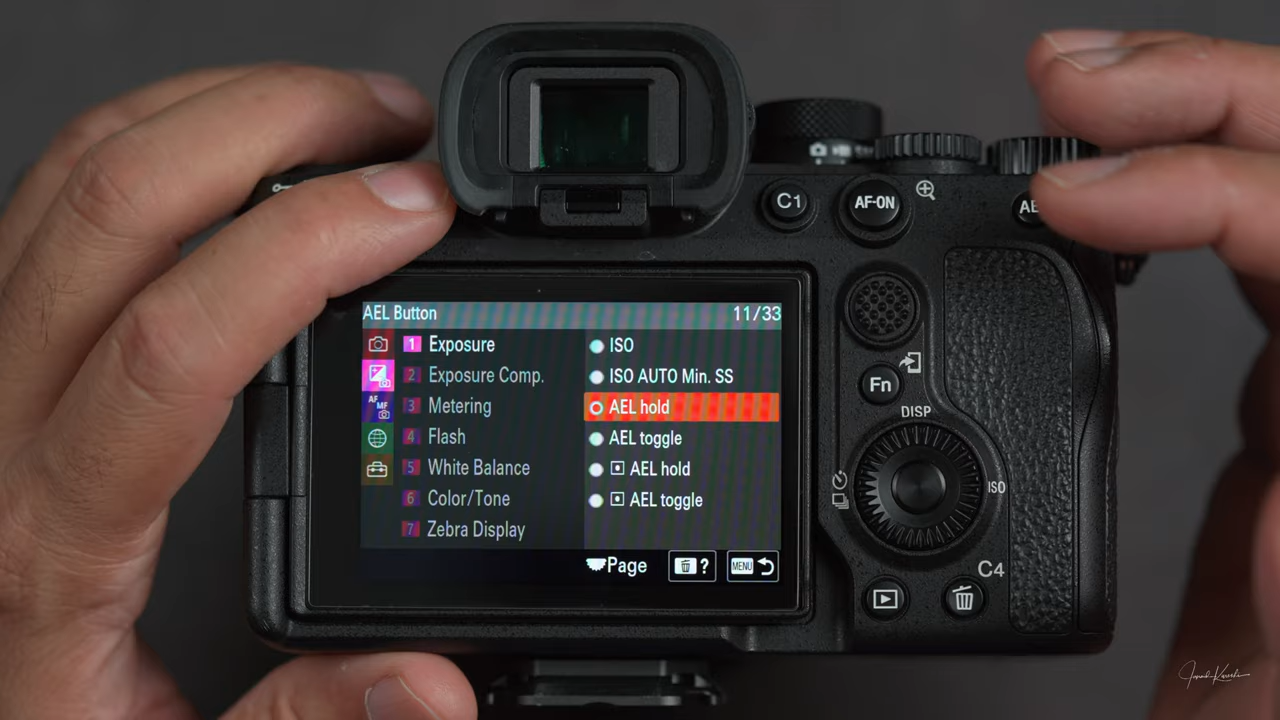 C1
AF-ON
AEL Button 11/33
1 Exposure
2 Exposure Comp.
3 Metering
4 Flash
5 White Balance
6 Color/Tone
7 Zebra Display
AF
MF
ISO
ISO AUTO Min. SS
AEL hold
AEL toggle
AEL hold
AEL toggle
Page
?
MENU
Fn
DISP
ISO
C4